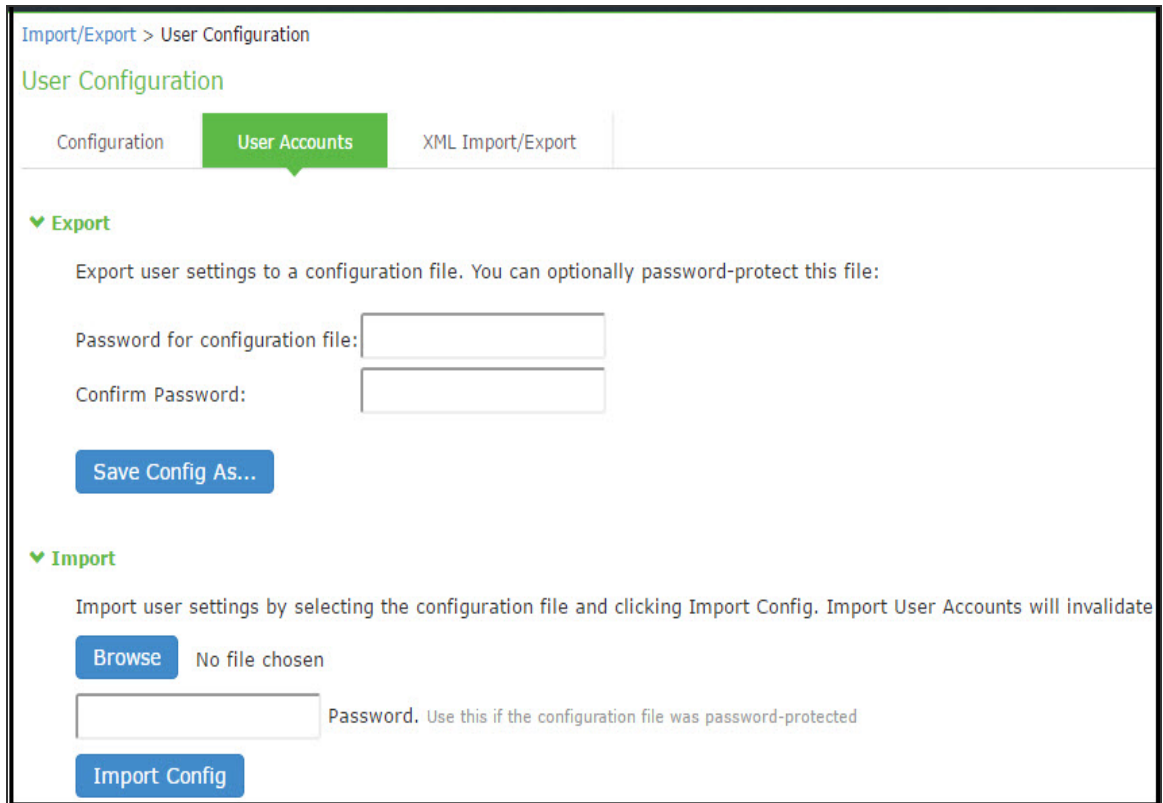 Import/Export > User Configuration
User Configuration
Configuration
User Accounts
XML Import/Export
Export
Export user settings to a configuration file. You can optionally password-protect this file:
Password for configuration file:
Confirm Password:
Save Config As...
Import
Import user settings by selecting the configuration file and clicking Import Config. Import User Accounts will invalidate
Browse No file chosen
Password. Use this if the configuration file was password-protected
Import Config